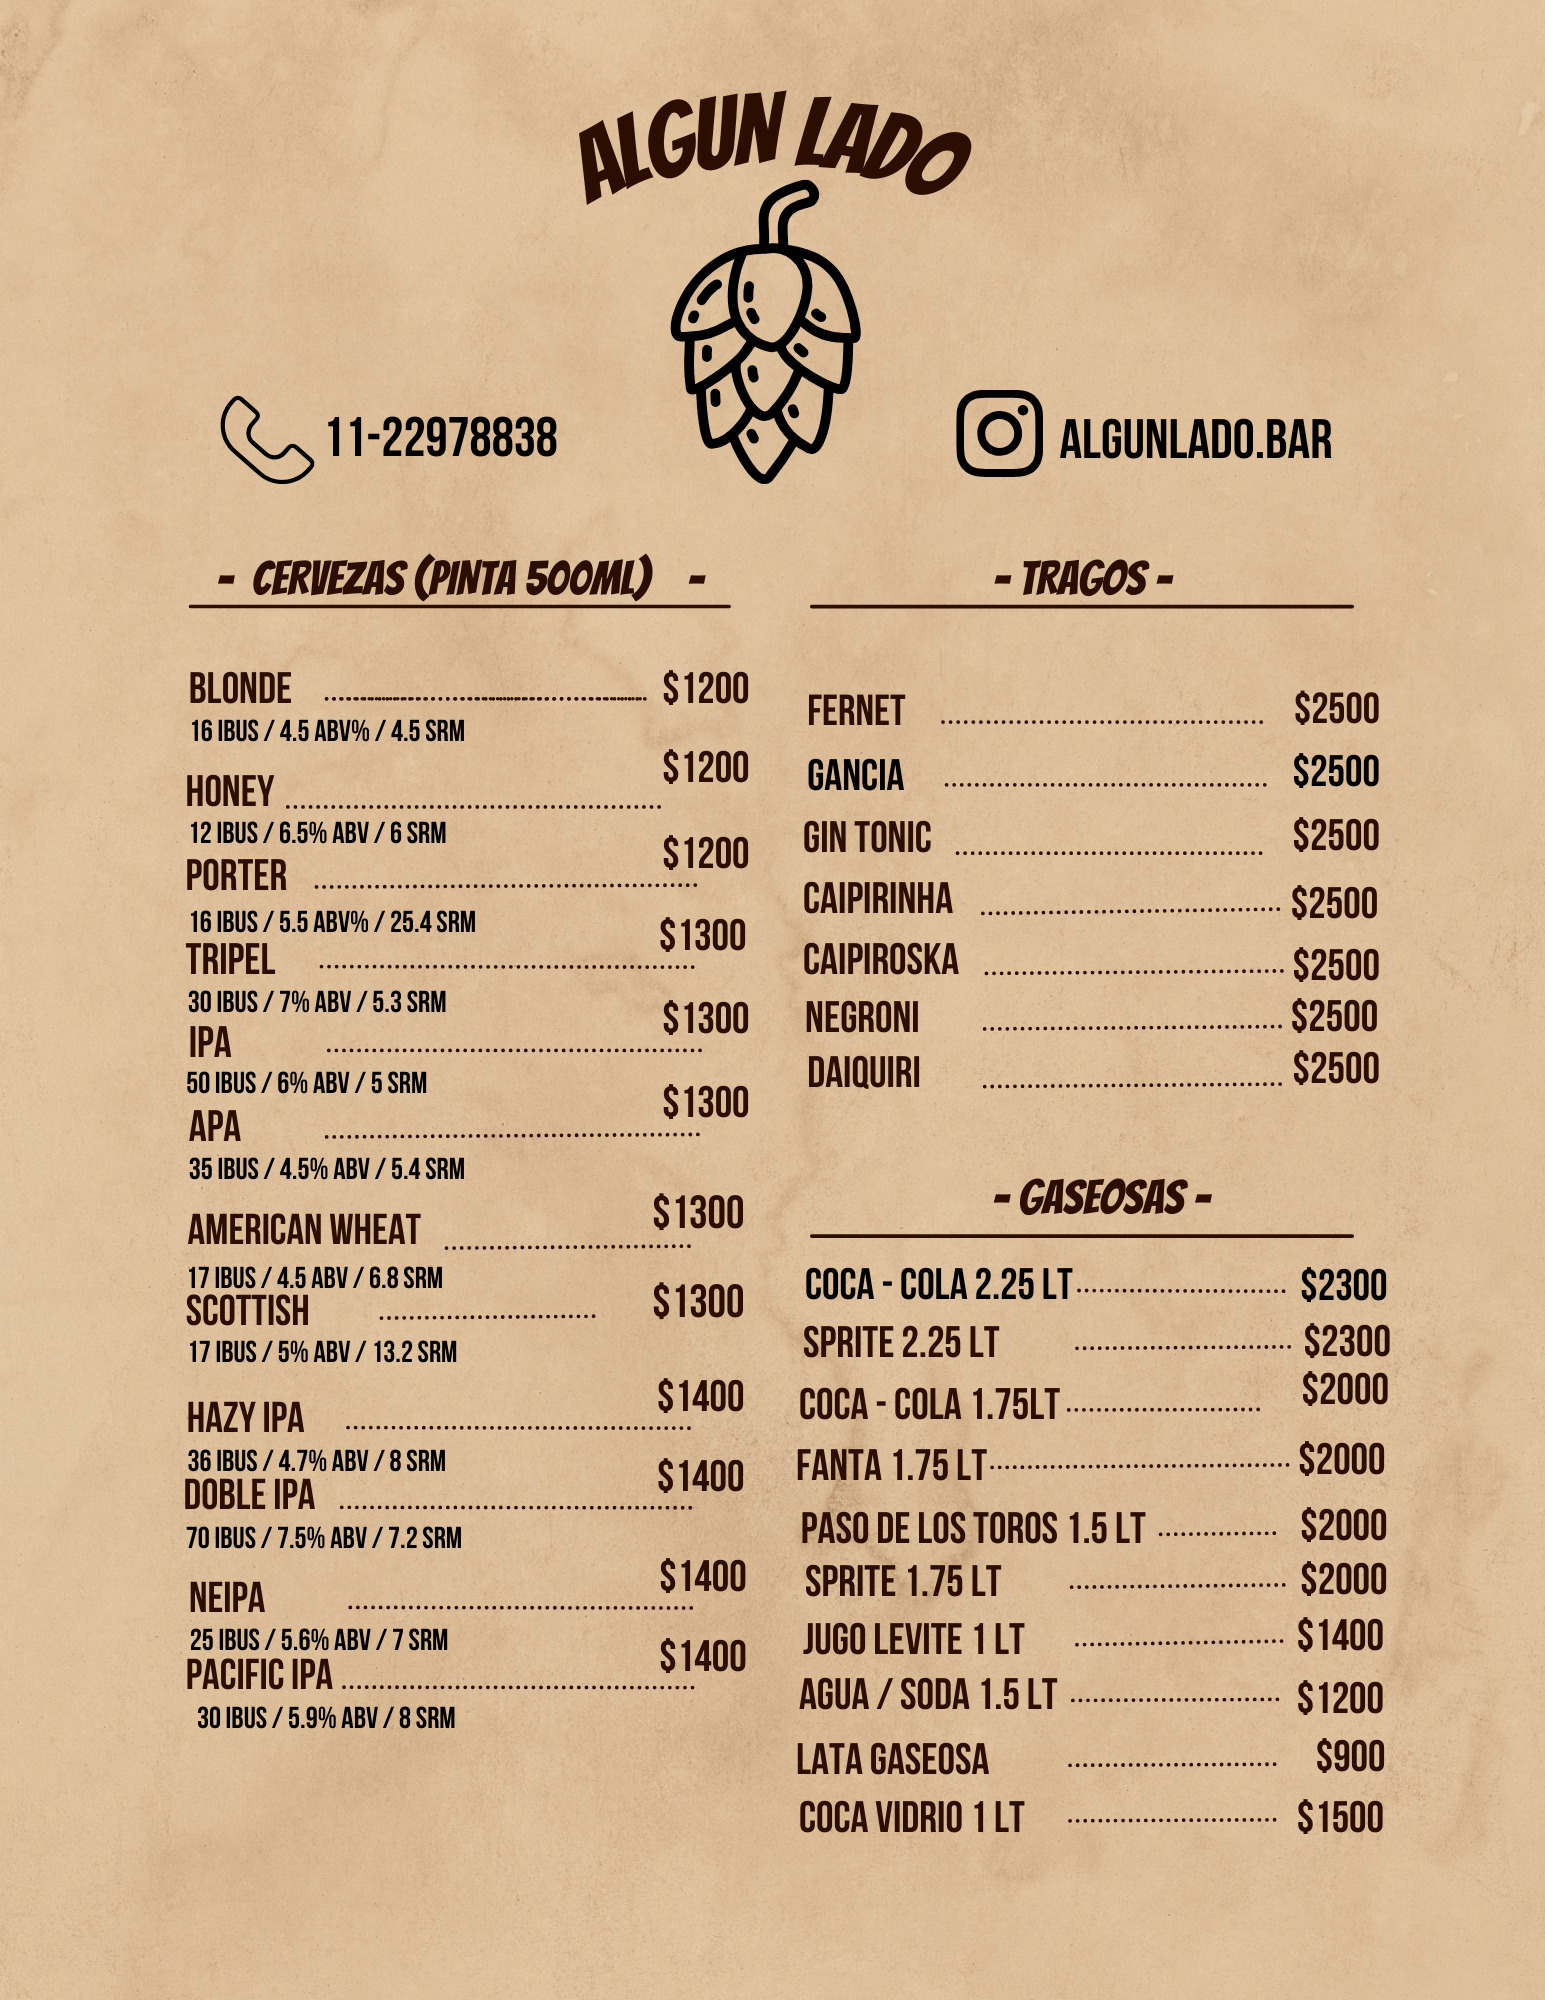 ALGUN LADO
11-22978838
ALGUNLADO.BAR
- CERVEZAS (PINTA 500ML) -
BLONDE ........ $1200
16 IBUS / 4.5 ABV% / 4.5 SRM
HONEY ........ $1200
12 IBUS / 6.5% ABV / 6 SRM
PORTER ........ $1200
16 IBUS / 5.5 ABV% / 25.4 SRM
TRIPEL ........ $1300
30 IBUS / 7% ABV / 5.3 SRM
IPA ........ $1300
50 IBUS / 6% ABV / 5 SRM
APA ........ $1300
35 IBUS / 4.5% ABV / 5.4 SRM
AMERICAN WHEAT ........ $1300
17 IBUS / 4.5 ABV / 6.8 SRM
SCOTTISH ........ $1300
17 IBUS / 5% ABV / 13.2 SRM
HAZY IPA ........ $1400
36 IBUS / 4.7% ABV / 8 SRM
DOBLE IPA ........ $1400
70 IBUS / 7.5% ABV / 7.2 SRM
NEIPA ........ $1400
25 IBUS / 5.6% ABV / 7 SRM
PACIFIC IPA ........ $1400
30 IBUS / 5.9% ABV / 8 SRM
- TRAGOS -
FERNET ........ $2500
GANCIA ........ $2500
GIN TONIC ........ $2500
CAIPIRINHA ........ $2500
CAIPIROSKA ........ $2500
NEGRONI ........ $2500
DAIQUIRI ........ $2500
- GASEOSAS -
COCA - COLA 2.25 LT ........ $2300
SPRITE 2.25 LT ........ $2300
COCA - COLA 1.75LT ........ $2000
FANTA 1.75 LT ........ $2000
PASO DE LOS TOROS 1.5 LT ........ $2000
SPRITE 1.75 LT ........ $2000
JUGO LEVITE 1 LT ........ $1400
AGUA / SODA 1.5 LT ........ $1200
LATA GASEOSA ........ $900
COCA VIDRIO 1 LT ........ $1500